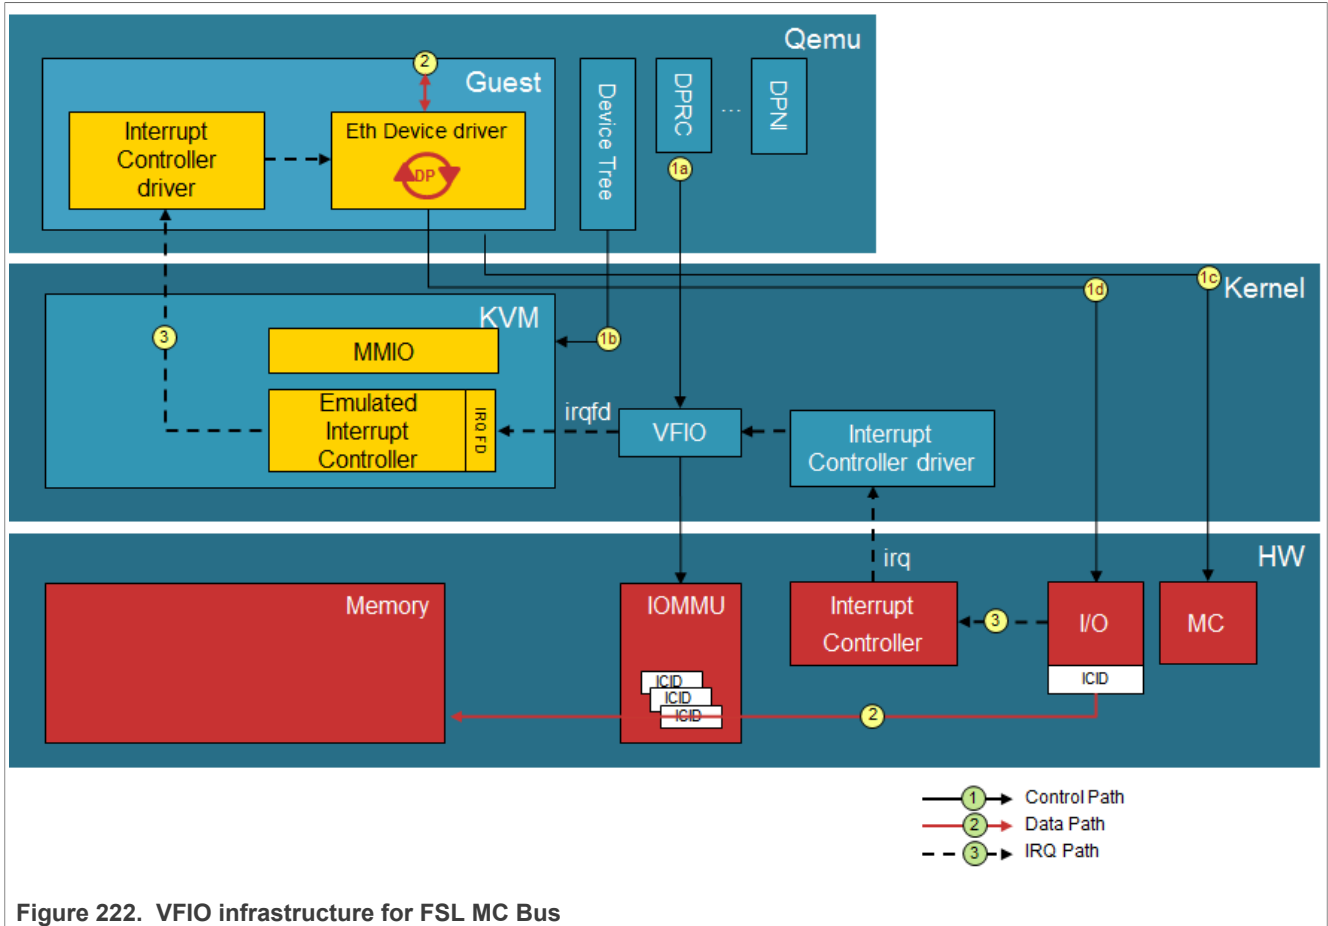 Qemu
Guest
2
Interrupt
Controller
driver
Eth Device driver
DP
Device Tree
DPRC
...
DPNI
1a
1c
1d
Kernel
KVM
3
1b
MMIO
Emulated
Interrupt
Controller
IRQ FD
irqfd
VFIO
Interrupt
Controller driver
HW
irq
Memory
IOMMU
Interrupt
Controller
3
I/O
MC
ICID
ICID
ICID
ICID
2
1 Control Path
2 Data Path
3 IRQ Path
Figure 222. VFIO infrastructure for FSL MC Bus